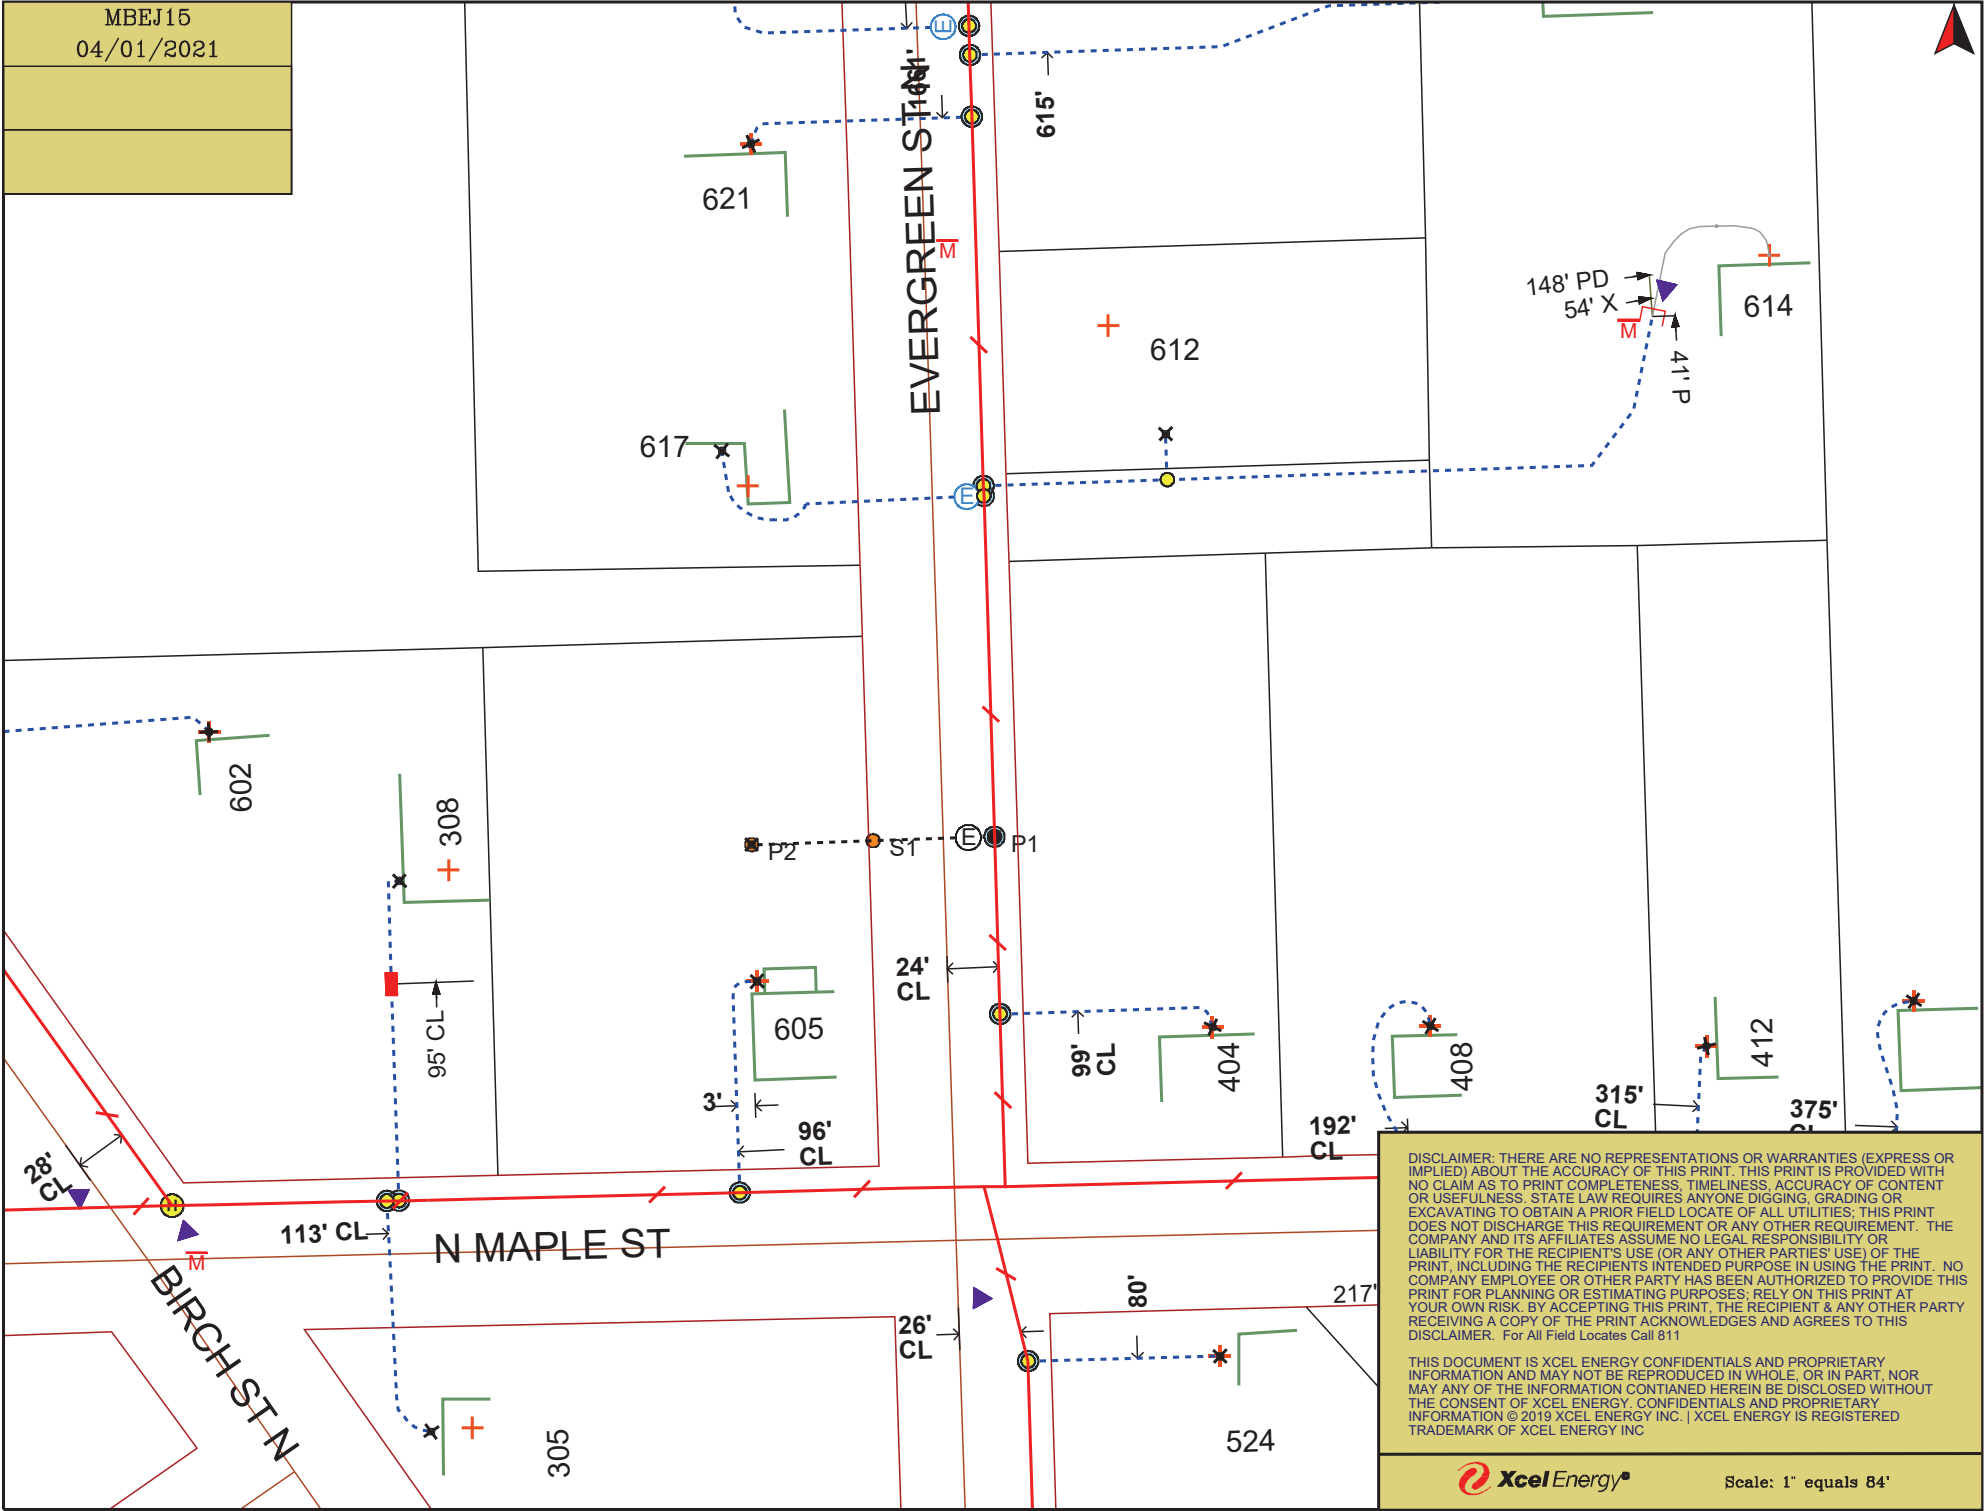 MBEJ15
04/01/2021
E
615'
EVERGREEN ST N
621
M
148' PD
54' X
M
614
41' P
612
617
E
602
308
P2
S1
E
P1
95' CL
24'
CL
605
99'
CL
404
408
412
3'
96'
CL
192'
CL
315'
CL
375'
28'
CL
H
M
113' CL
N MAPLE ST
BIRCH ST N
26'
CL
80'
217'
305
524
DISCLAIMER: THERE ARE NO REPRESENTATIONS OR WARRANTIES (EXPRESS OR
IMPLIED) ABOUT THE ACCURACY OF THIS PRINT. THIS PRINT IS PROVIDED WITH
NO CLAIM AS TO PRINT COMPLETENESS, TIMELINESS, ACCURACY OF CONTENT
OR USEFULNESS. STATE LAW REQUIRES ANYONE DIGGING, GRADING OR
EXCAVATING TO OBTAIN A PRIOR FIELD LOCATE OF ALL UTILITIES; THIS PRINT
DOES NOT DISCHARGE THIS REQUIREMENT OR ANY OTHER REQUIREMENT. THE
COMPANY AND ITS AFFILIATES ASSUME NO LEGAL RESPONSIBILITY OR
LIABILITY FOR THE RECIPIENT'S USE (OR ANY OTHER PARTIES' USE) OF THE
PRINT, INCLUDING THE RECIPIENTS INTENDED PURPOSE IN USING THE PRINT. NO
COMPANY EMPLOYEE OR OTHER PARTY HAS BEEN AUTHORIZED TO PROVIDE THIS
PRINT FOR PLANNING OR ESTIMATING PURPOSES; RELY ON THIS PRINT AT
YOUR OWN RISK. BY ACCEPTING THIS PRINT, THE RECIPIENT & ANY OTHER PARTY
RECEIVING A COPY OF THE PRINT ACKNOWLEDGES AND AGREES TO THIS
DISCLAIMER. For All Field Locates Call 811
THIS DOCUMENT IS XCEL ENERGY CONFIDENTIALS AND PROPRIETARY
INFORMATION AND MAY NOT BE REPRODUCED IN WHOLE, OR IN PART, NOR
MAY ANY OF THE INFORMATION CONTIANED HEREIN BE DISCLOSED WITHOUT
THE CONSENT OF XCEL ENERGY. CONFIDENTIALS AND PROPRIETARY
INFORMATION © 2019 XCEL ENERGY INC. | XCEL ENERGY IS REGISTERED
TRADEMARK OF XCEL ENERGY INC
Xcel Energy®
Scale: 1" equals 84'